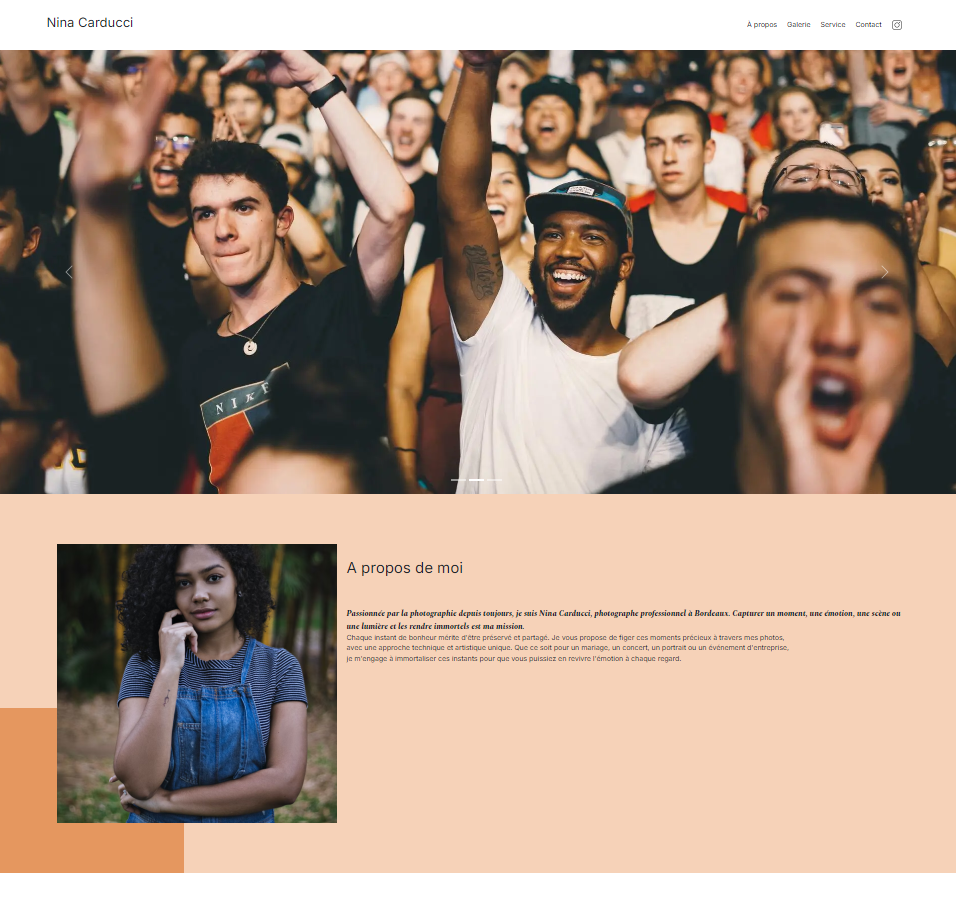 Nina Carducci
À propos Galerie Service Contact
NIKE
A propos de moi
Passionnée par la photographie depuis toujours, je suis Nina Carducci, photographe professionnel à Bordeaux. Capturer un moment, une émotion, une scène ou
une lumière et les rendre immortels est ma mission.
Chaque instant de bonheur mérite d'être préservé et partagé. Je vous propose de figer ces moments précieux à travers mes photos,
avec une approche technique et artistique unique. Que ce soit pour un mariage, un concert, un portrait ou un événement d'entreprise,
je m'engage à immortaliser ces instants pour que vous puissiez en revivre l'émotion à chaque regard.